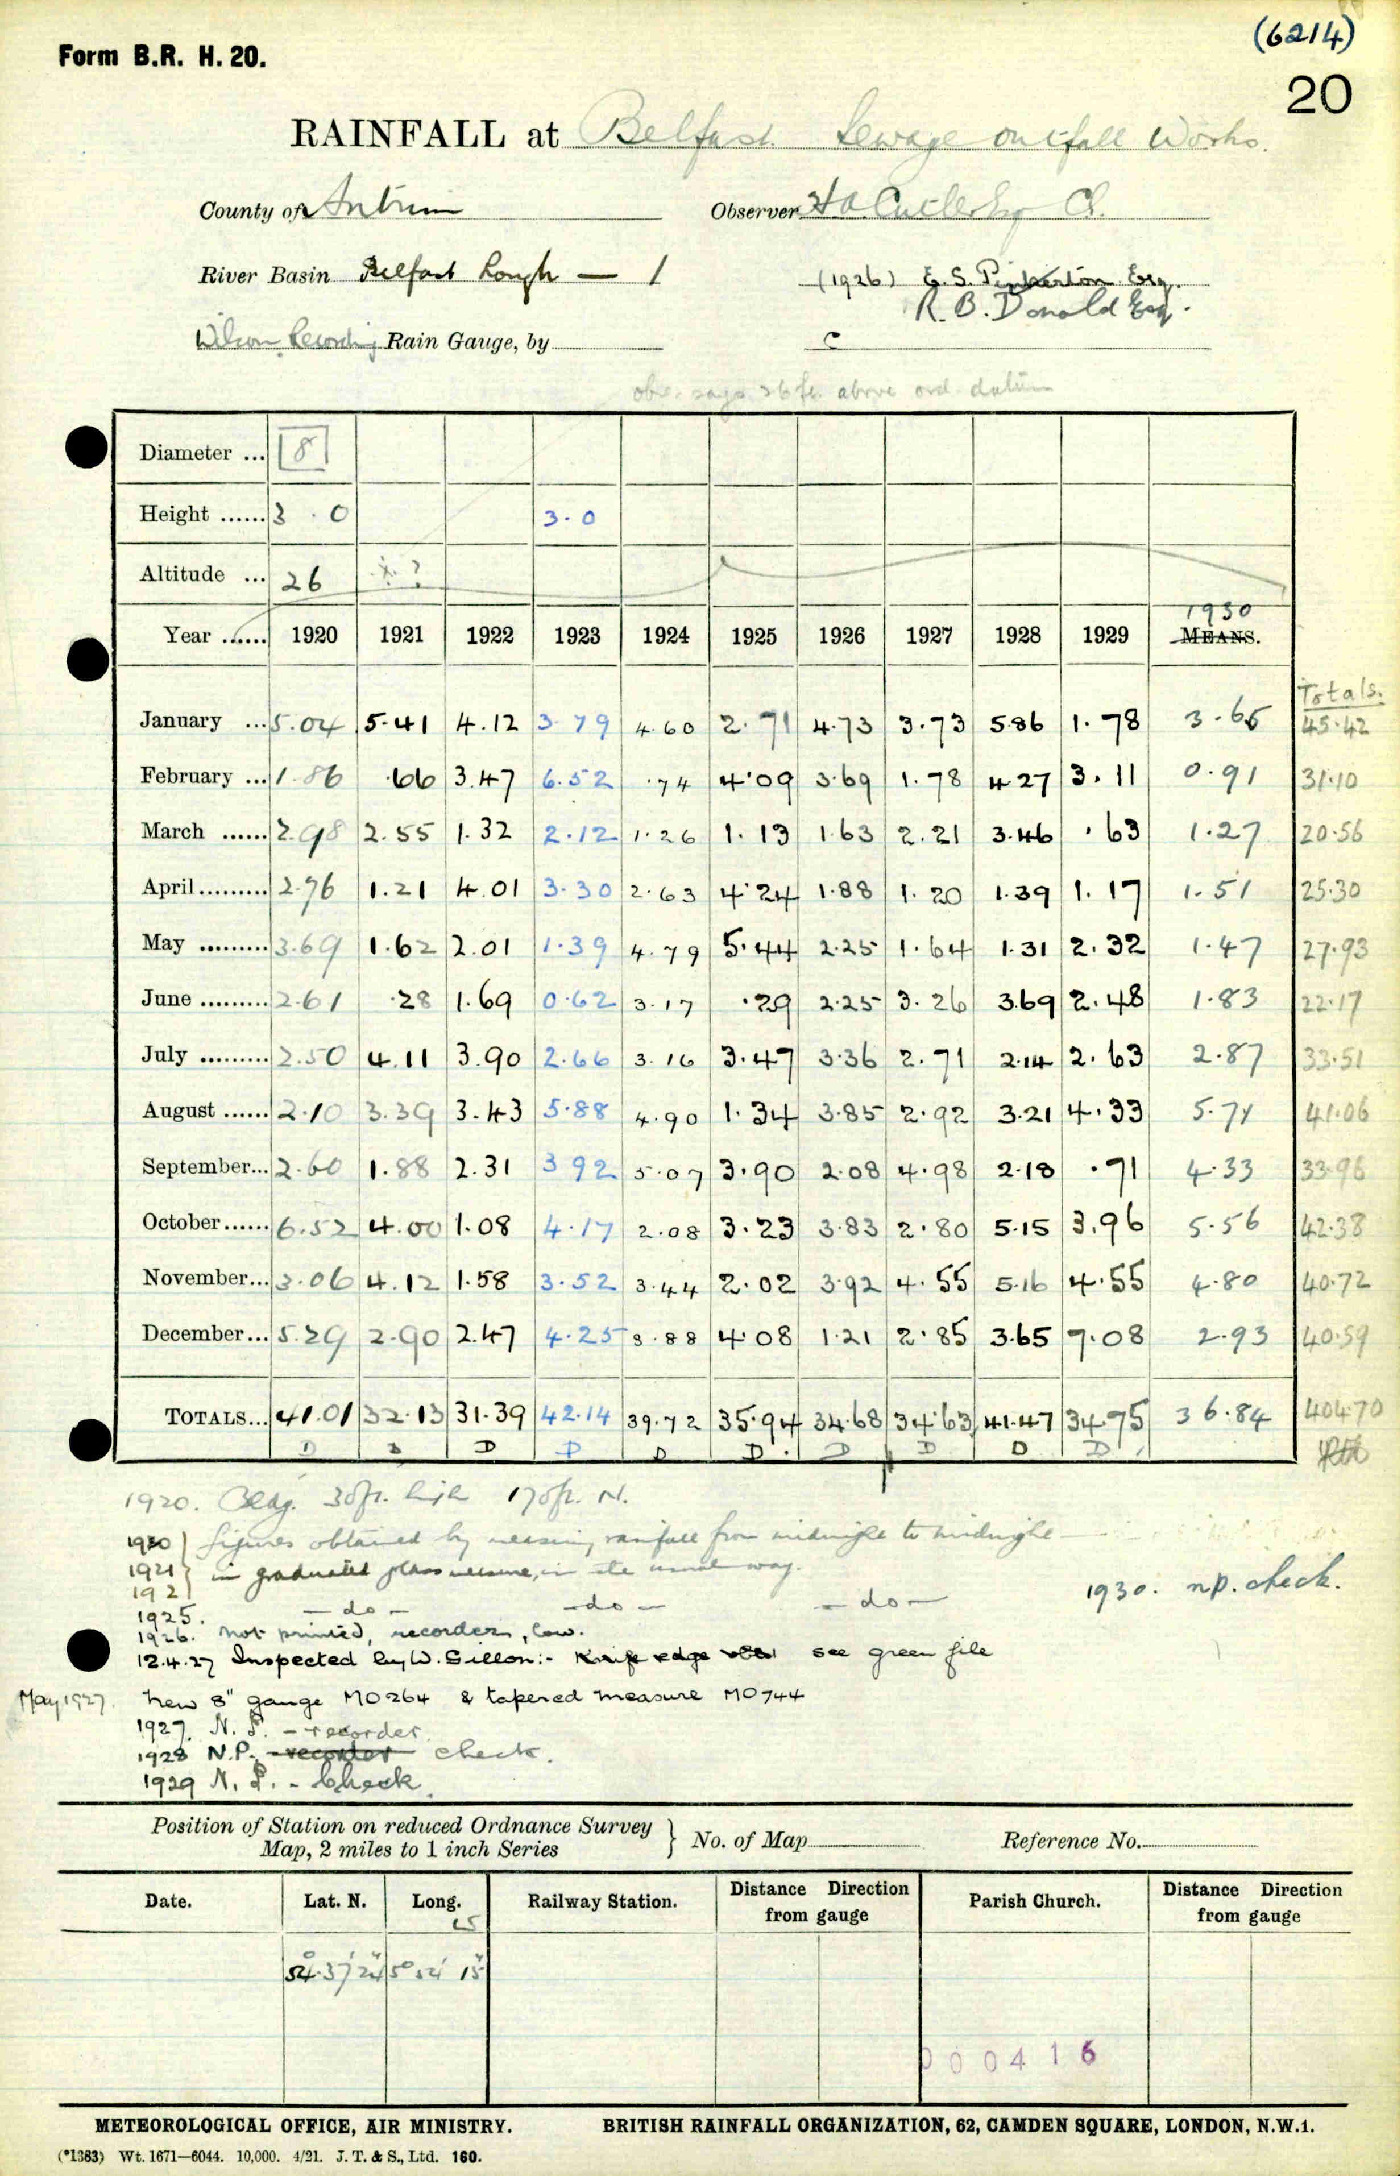 (6214)
Form B.R. H. 20.
20
RAINFALL at Belfast Sewage outfall Works.
County of Antrim Observer H A Cutler Esq CE.
River Basin Belfast Lough — 1 (1926) E. S. Pinkerton Esq.
R. B. Donald Esq.
Wilson Recording Rain Gauge, by C
obs. says 26 ft. above ord. datum
Diameter ... 8
Height ...... 3 . 0 3.0
Altitude ... 26 ?
1930
Year ...... 1920 1921 1922 1923 1924 1925 1926 1927 1928 1929 MEANS.
Totals.
January ... 5.04 5.41 4.12 3.79 4.60 2.71 4.73 3.73 5.86 1.78 3.65 45.42
February ... 1.86 .66 3.47 6.52 .74 4.09 3.69 1.78 4.27 3.11 0.91 31.10
March ...... 2.98 2.55 1.32 2.12 1.26 1.13 1.63 2.21 3.46 .63 1.27 20.56
April ......... 2.76 1.21 4.01 3.30 2.63 4.24 1.88 1.20 1.39 1.17 1.51 25.30
May ......... 3.69 1.62 2.01 1.39 4.79 5.44 2.25 1.64 1.31 2.32 1.47 27.93
June ......... 2.61 .28 1.69 0.62 3.17 .29 2.25 3.26 3.69 2.48 1.83 22.17
July ......... 2.50 4.11 3.90 2.66 3.16 3.47 3.36 2.71 2.14 2.63 2.87 33.51
August ...... 2.10 3.39 3.43 5.88 4.90 1.34 3.85 2.92 3.21 4.33 5.71 41.06
September... 2.60 1.88 2.31 3.92 5.07 3.90 2.08 4.98 2.18 .71 4.33 33.96
October...... 6.52 4.00 1.08 4.17 2.08 3.23 3.83 2.80 5.15 3.96 5.56 42.38
November... 3.06 4.12 1.58 3.52 3.44 2.02 3.92 4.55 5.16 4.55 4.80 40.72
December... 5.29 2.90 2.47 4.25 3.88 4.08 1.21 2.85 3.65 7.08 2.93 40.59
TOTALS... 41.01 32.13 31.39 42.14 39.72 35.94 34.68 34.63 41.47 34.75 36.84 404.70
D D D D D D D D D D
1920. Bldg. 30 ft. high 170 ft. N.
1920 } figures obtained by measuring rainfall from midnight to midnight
1921 } in graduated glass measure, in the usual way.
192
1925. — do — — do — — do —
1930. n.p. check.
1926. not printed, recorder, low.
12.4.27 Inspected by W. Gillon:- Knife edge see green file
May 1927. New 8" gauge MO264 & tapered measure MO744
1927. N. P. - recorder.
1928 N.P. - recorder check.
1929 N. P. - Check.
Position of Station on reduced Ordnance Survey Map, 2 miles to 1 inch Series } No. of Map Reference No.
Date. Lat. N. Long. Railway Station. Distance Direction from gauge Parish Church. Distance Direction from gauge
54° 37' 24" 5° 54' 15"
000416
METEOROLOGICAL OFFICE, AIR MINISTRY. BRITISH RAINFALL ORGANIZATION, 62, CAMDEN SQUARE, LONDON, N.W.1.
(*1383) Wt. 1671—6044. 10,000. 4/21. J. T. & S., Ltd. 160.